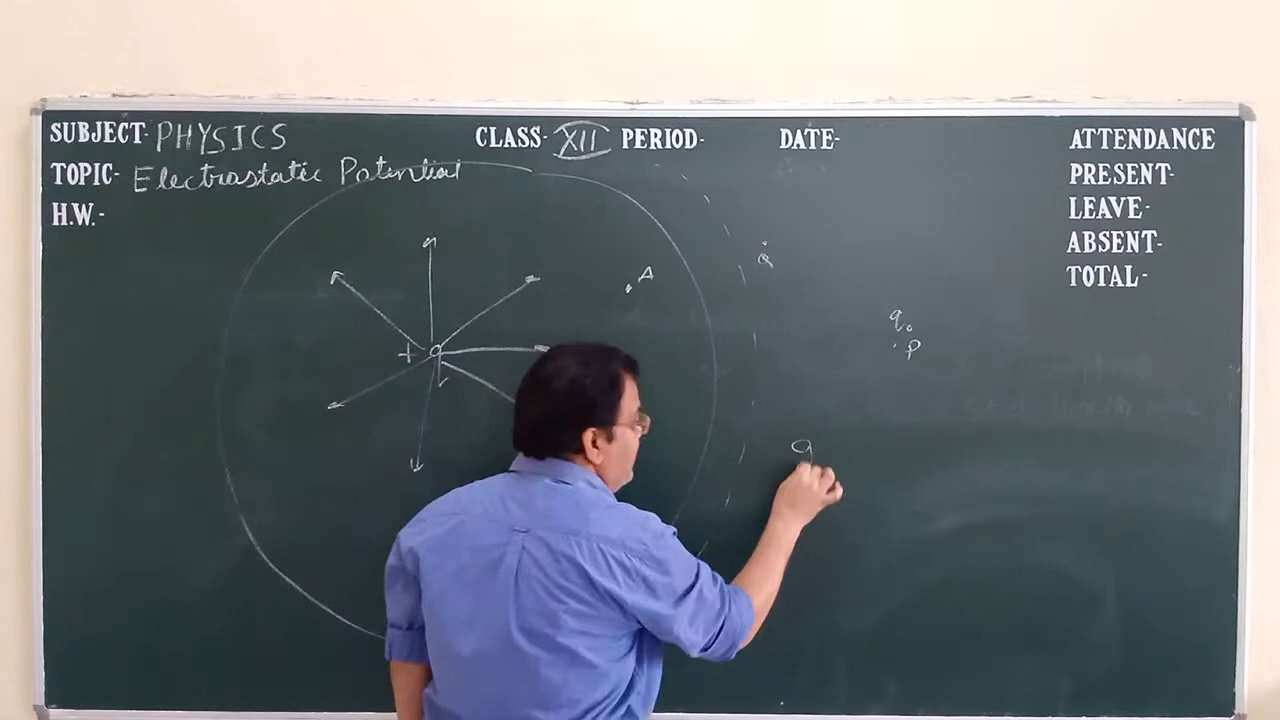 SUBJECT- PHYSICS CLASS- XII PERIOD- DATE- ATTENDANCE
TOPIC- Electrostatic Potential PRESENT-
H.W.- LEAVE-
ABSENT-
TOTAL-
A
Q
q₀
+
P
q